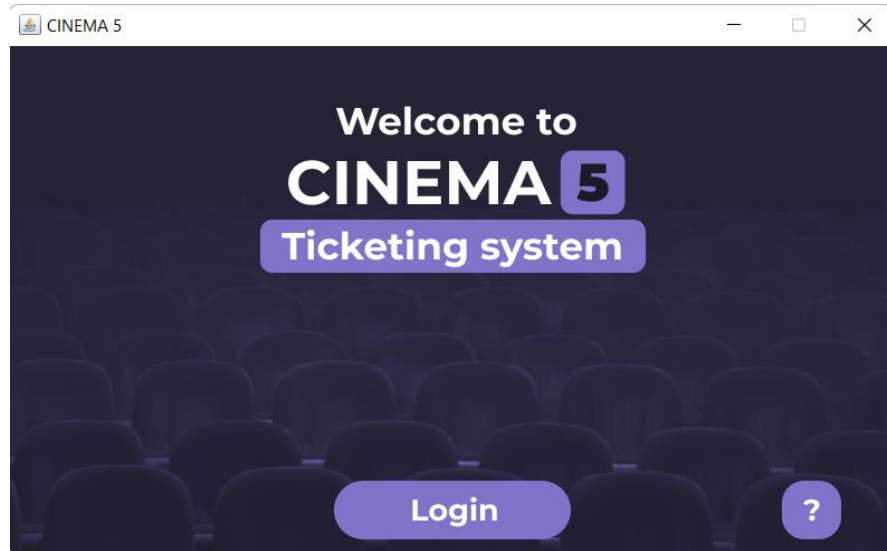 CINEMA 5
Welcome to
CINEMA 5
Ticketing system
Login
?